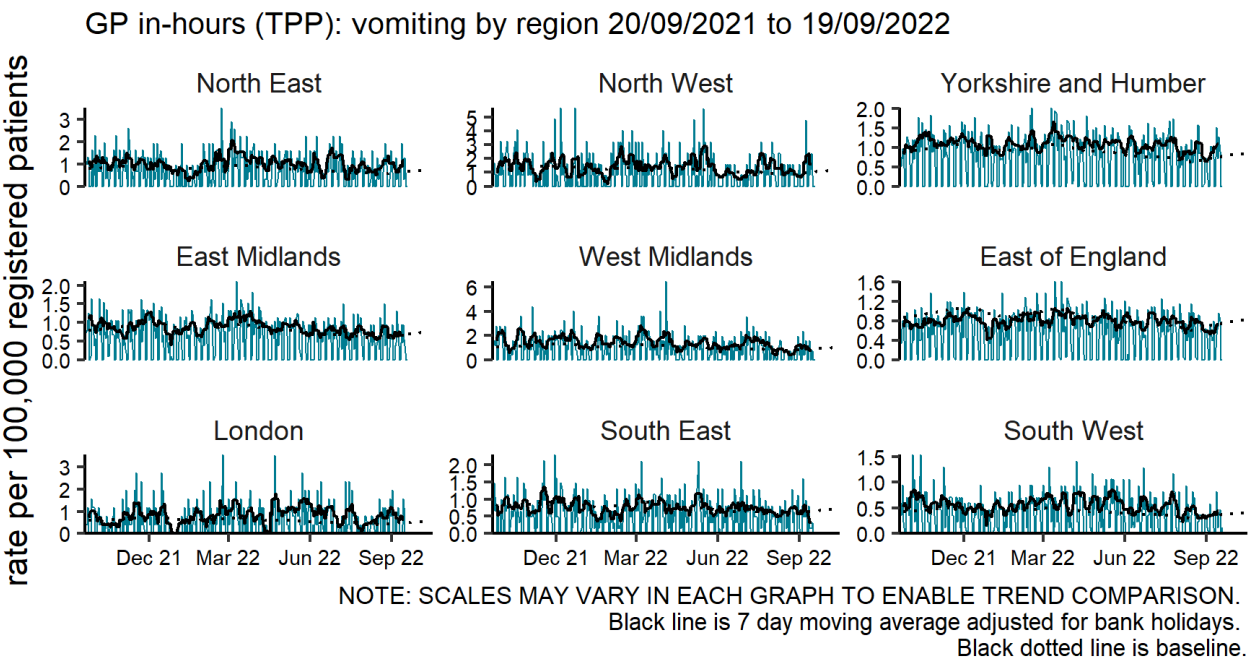 GP in-hours (TPP): vomiting by region 20/09/2021 to 19/09/2022
rate per 100,000 registered patients
North East
3
2
1
0
North West
5
4
3
2
1
0
Yorkshire and Humber
2.0
1.5
1.0
0.5
0.0
East Midlands
2.0
1.5
1.0
0.5
0.0
West Midlands
6
4
2
0
East of England
1.6
1.2
0.8
0.4
0.0
London
3
2
1
0
South East
2.0
1.5
1.0
0.5
0.0
South West
1.5
1.0
0.5
0.0
Dec 21 Mar 22 Jun 22 Sep 22
Dec 21 Mar 22 Jun 22 Sep 22
Dec 21 Mar 22 Jun 22 Sep 22
NOTE: SCALES MAY VARY IN EACH GRAPH TO ENABLE TREND COMPARISON.
Black line is 7 day moving average adjusted for bank holidays.
Black dotted line is baseline.